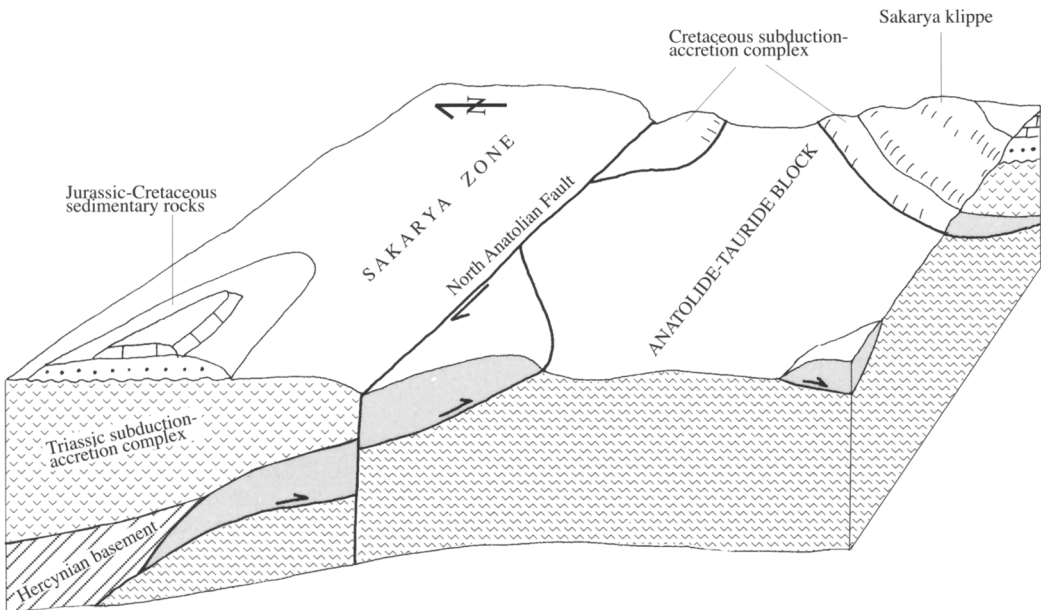 Sakarya klippe
Cretaceous subduction-
accretion complex
N
SAKARYA ZONE
Jurassic-Cretaceous
sedimentary rocks
North Anatolian Fault
ANATOLIDE-TAURIDE BLOCK
Triassic subduction-
accretion complex
Hercynian basement